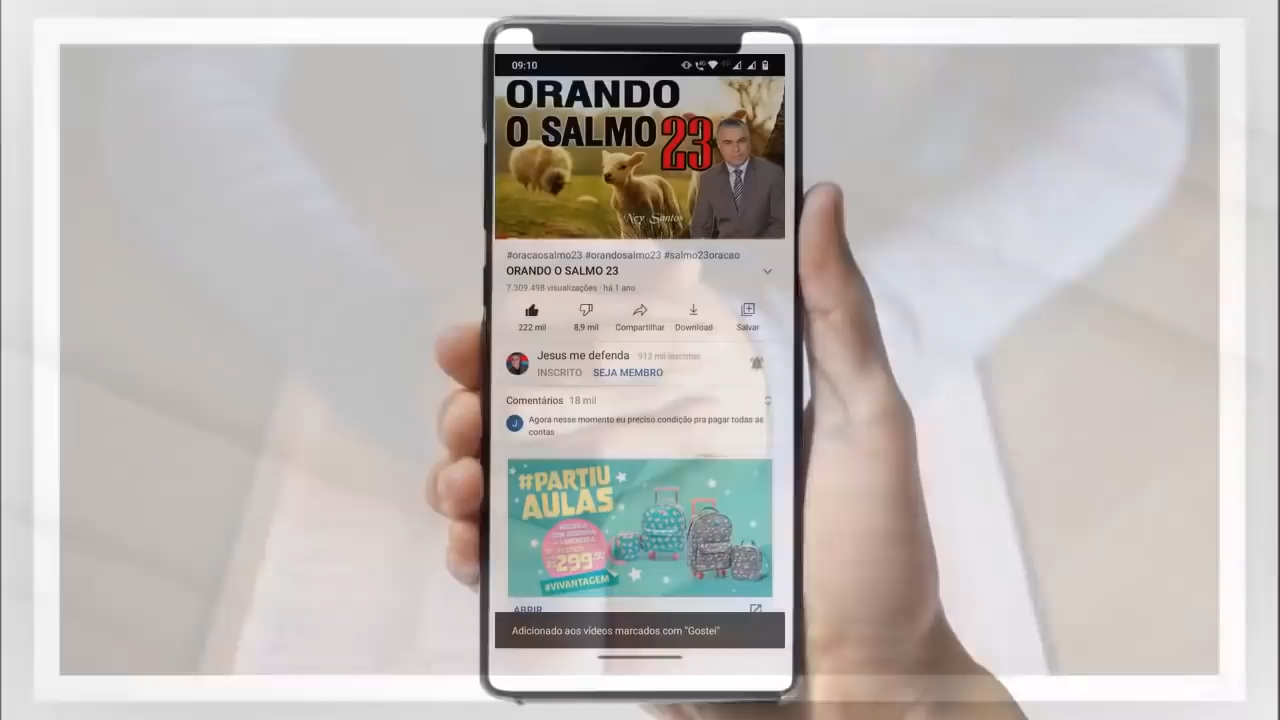 09:10
ORANDO
O SALMO 23
Ney Santos
#oracaosalmo23 #orandosalmo23 #salmo23oracao
ORANDO O SALMO 23
7.309.498 visualizações · há 1 ano
222 mil
8,9 mil
Compartilhar
Download
Salvar
Jesus me defenda 912 mil inscritos
INSCRITO SEJA MEMBRO
Comentários 18 mil
J
Agora nesse momento eu preciso condição pra pagar todas as
contas
#PARTIU
AULAS
299
#VIVANTAGEM
ABRIR
Adicionado aos vídeos marcados com "Gostei"